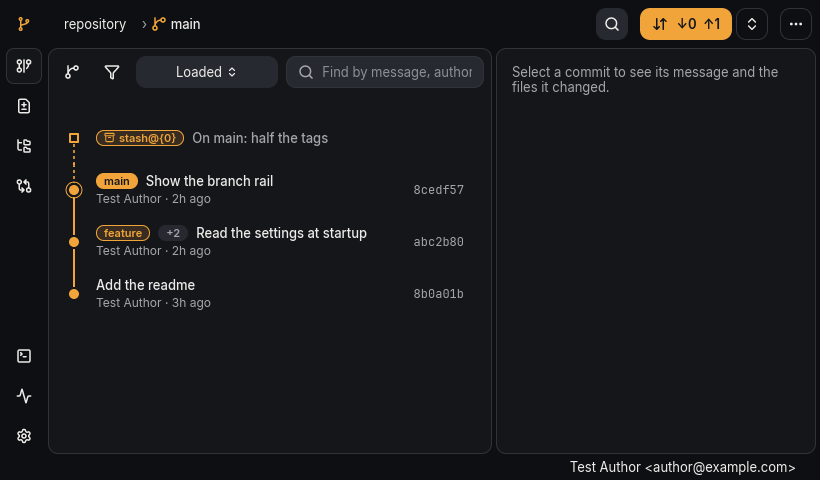 repository › main
↓0 ↑1
Loaded
Find by message, author
stash@{0} On main: half the tags
main Show the branch rail
Test Author · 2h ago
8cedf57
feature +2 Read the settings at startup
Test Author · 2h ago
abc2b80
Add the readme
Test Author · 3h ago
8b0a01b
Select a commit to see its message and the
files it changed.
Test Author <author@example.com>